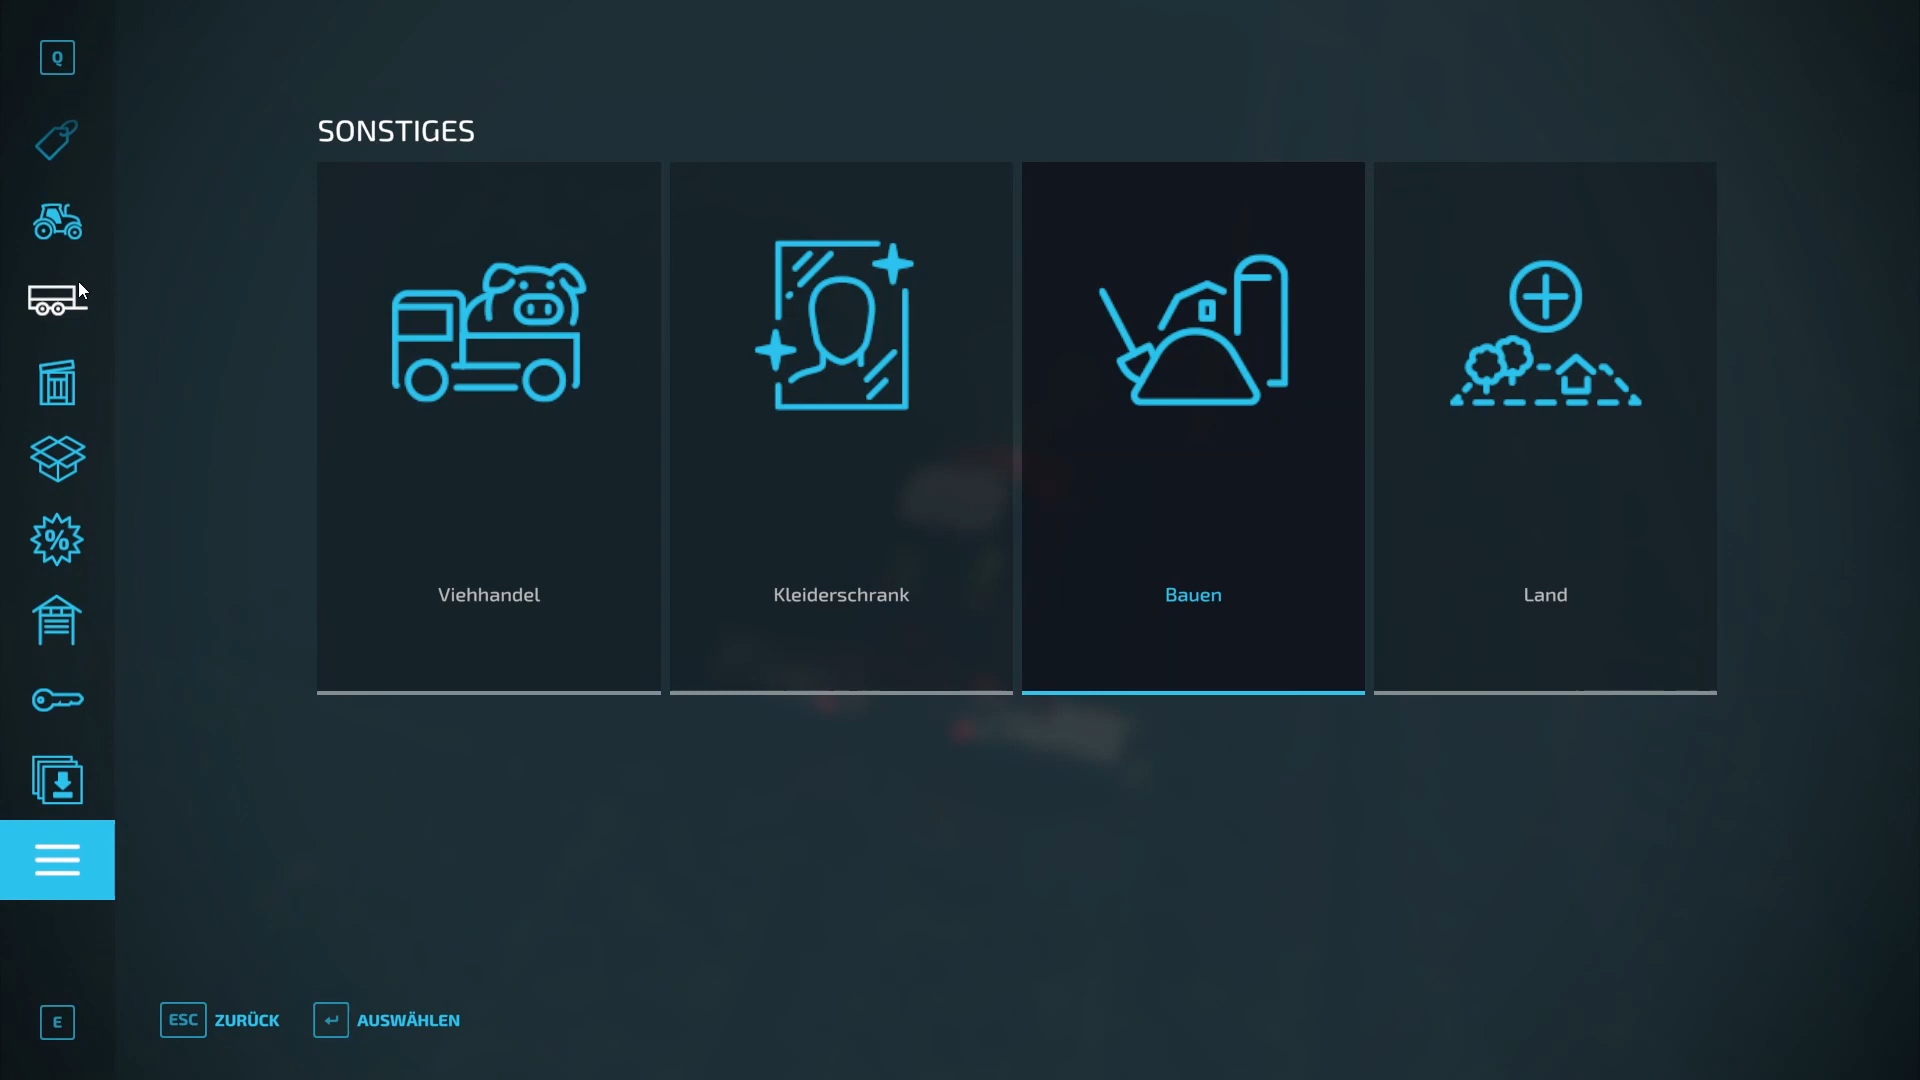 Q
SONSTIGES
Viehhandel
Kleiderschrank
Bauen
Land
%
E
ESC ZURÜCK
AUSWÄHLEN